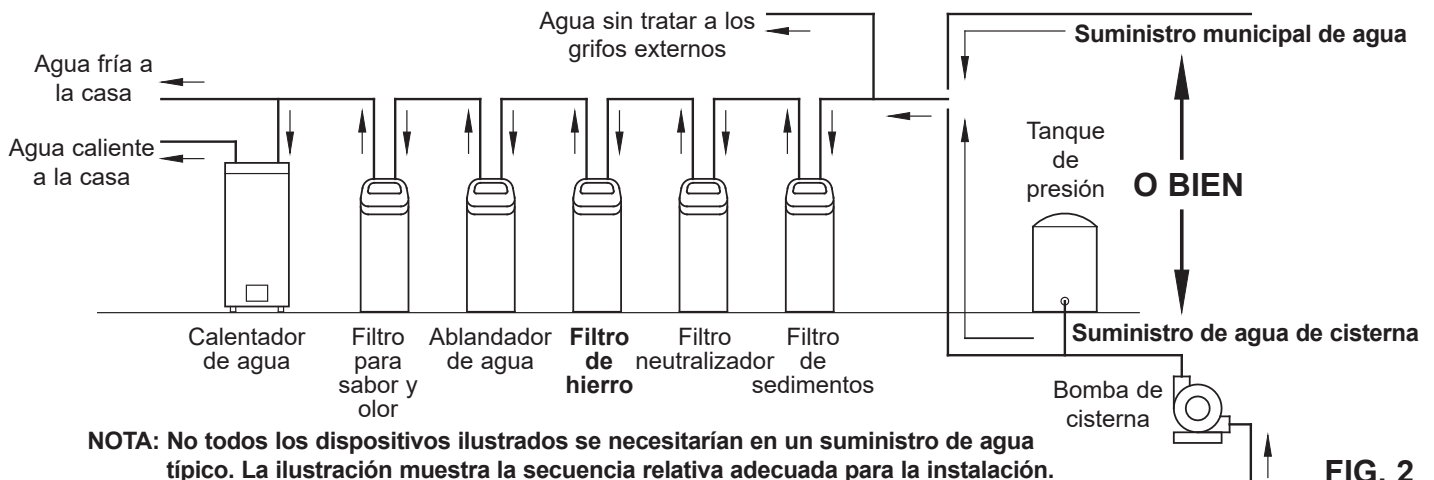 Agua sin tratar a los
grifos externos
Suministro municipal de agua
Agua fría a
la casa
Agua caliente
a la casa
Tanque
de
presión
O BIEN
Calentador
de agua
Filtro
para
sabor y
olor
Ablandador
de agua
Filtro
de
hierro
Filtro
neutralizador
Filtro
de
sedimentos
Suministro de agua de cisterna
Bomba de
cisterna
NOTA: No todos los dispositivos ilustrados se necesitarían en un suministro de agua
típico. La ilustración muestra la secuencia relativa adecuada para la instalación.
FIG. 2